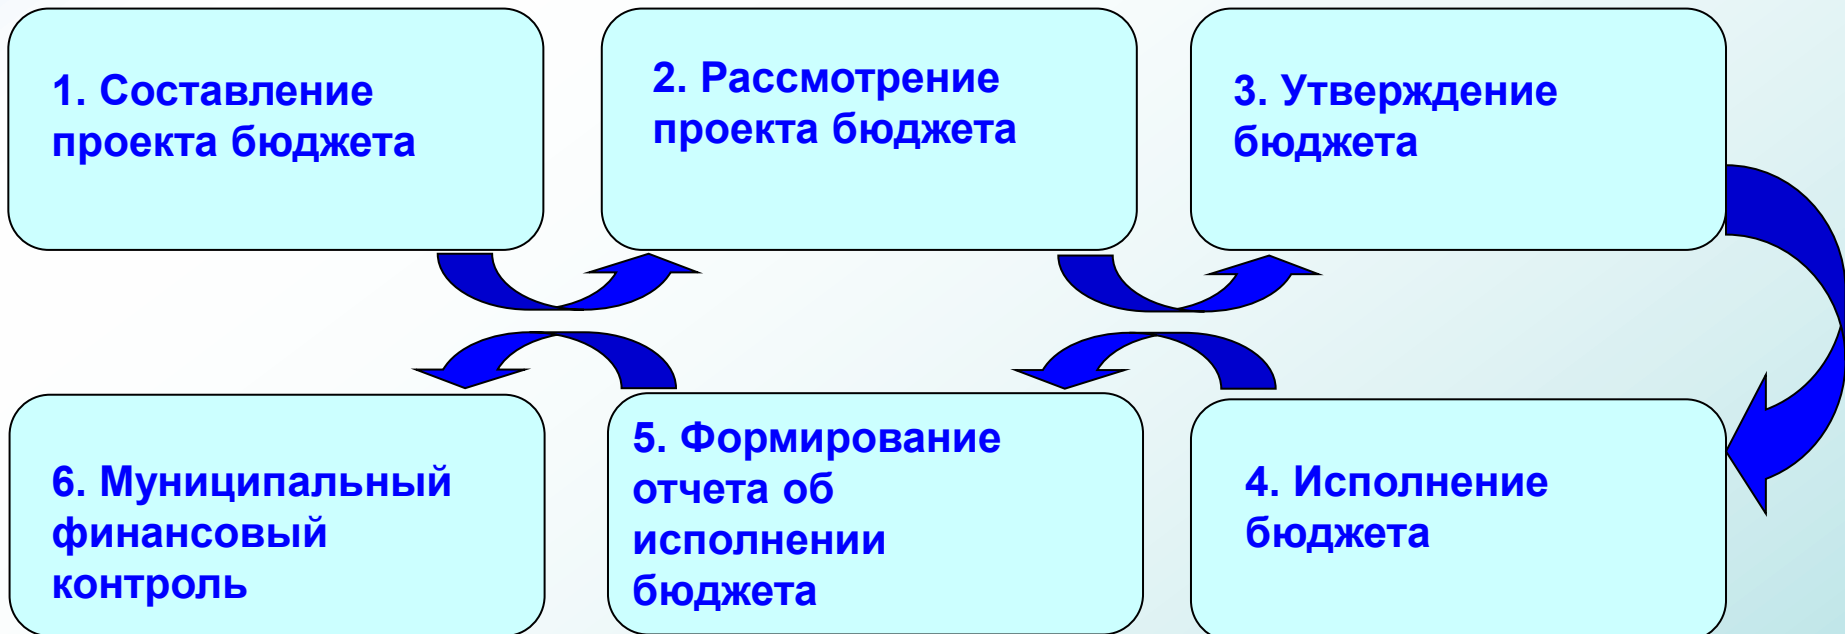 1. Составление
проекта бюджета
2. Рассмотрение
проекта бюджета
3. Утверждение
бюджета
4. Исполнение
бюджета
5. Формирование
отчета об
исполнении
бюджета
6. Муниципальный
финансовый
контроль